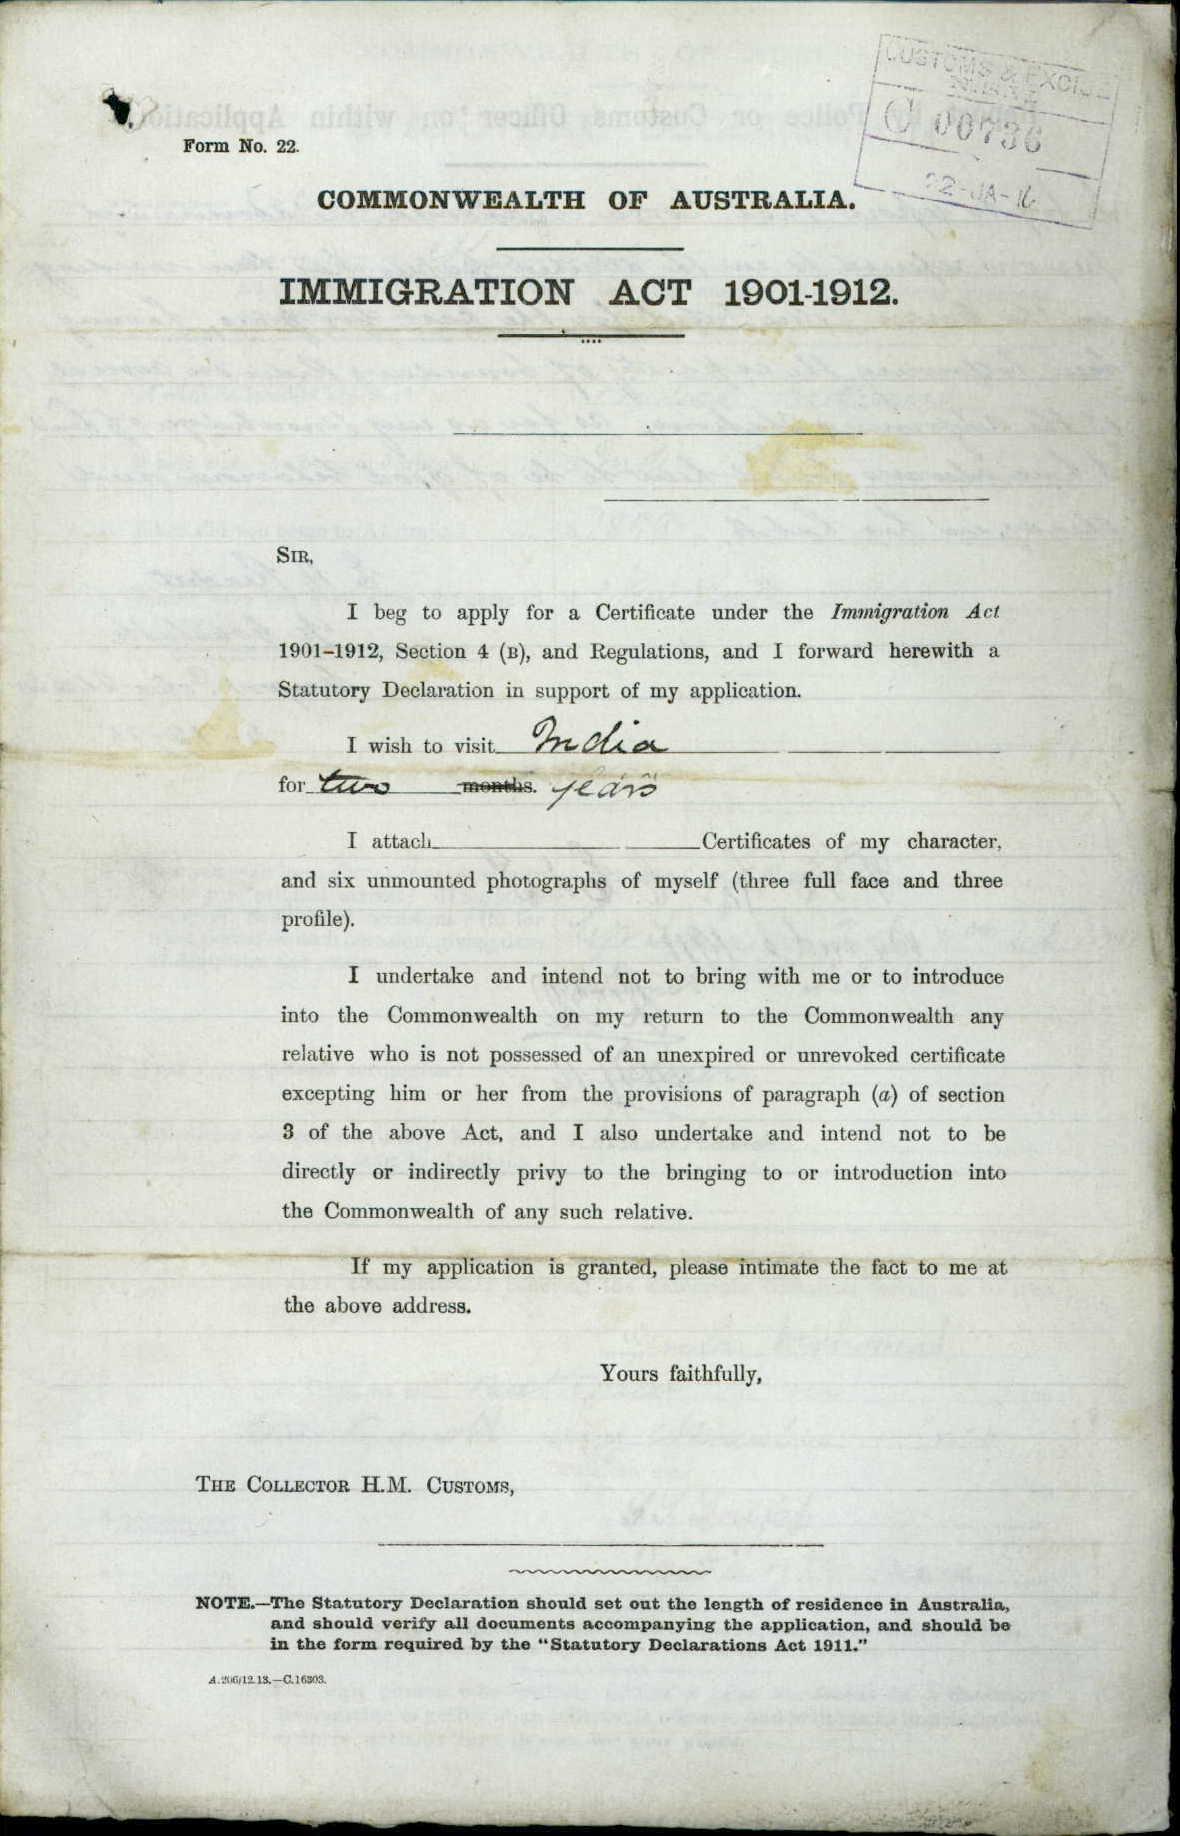 CUSTOMS & EXCISE
C 00736
22-JA-16
Form No. 22.
COMMONWEALTH OF AUSTRALIA.
IMMIGRATION ACT 1901-1912.
SIR,
I beg to apply for a Certificate under the Immigration Act
1901–1912, Section 4 (B), and Regulations, and I forward herewith a
Statutory Declaration in support of my application.
I wish to visit India
for two months. years
I attach Certificates of my character,
and six unmounted photographs of myself (three full face and three
profile).
I undertake and intend not to bring with me or to introduce
into the Commonwealth on my return to the Commonwealth any
relative who is not possessed of an unexpired or unrevoked certificate
excepting him or her from the provisions of paragraph (a) of section
3 of the above Act, and I also undertake and intend not to be
directly or indirectly privy to the bringing to or introduction into
the Commonwealth of any such relative.
If my application is granted, please intimate the fact to me at
the above address.
Yours faithfully,
THE COLLECTOR H.M. CUSTOMS,
NOTE.—The Statutory Declaration should set out the length of residence in Australia,
and should verify all documents accompanying the application, and should be
in the form required by the "Statutory Declarations Act 1911."
A.206/12.13.—C.16303.